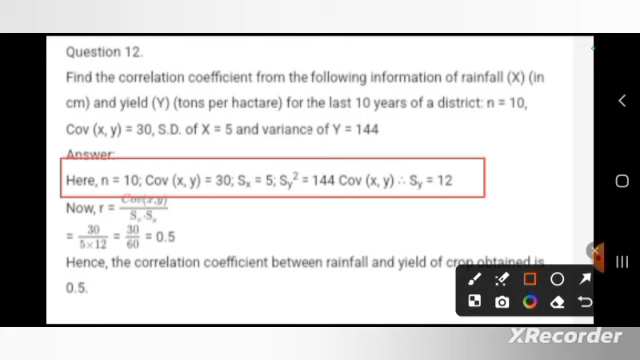 Question 12.
Find the correlation coefficient from the following information of rainfall (X) (in
cm) and yield (Y) (tons per hactare) for the last 10 years of a district: n = 10,
Cov (x, y) = 30, S.D. of X = 5 and variance of Y = 144
Answer:
Here, n = 10; Cov (x, y) = 30; Sₓ = 5; Sᵧ² = 144 Cov (x, y) ∴ Sᵧ = 12
Now, r = Cov(x,y) / Sₓ·Sᵧ
= 30/5×12 = 30/60 = 0.5
Hence, the correlation coefficient between rainfall and yield of crop obtained is
0.5.
XRecorder